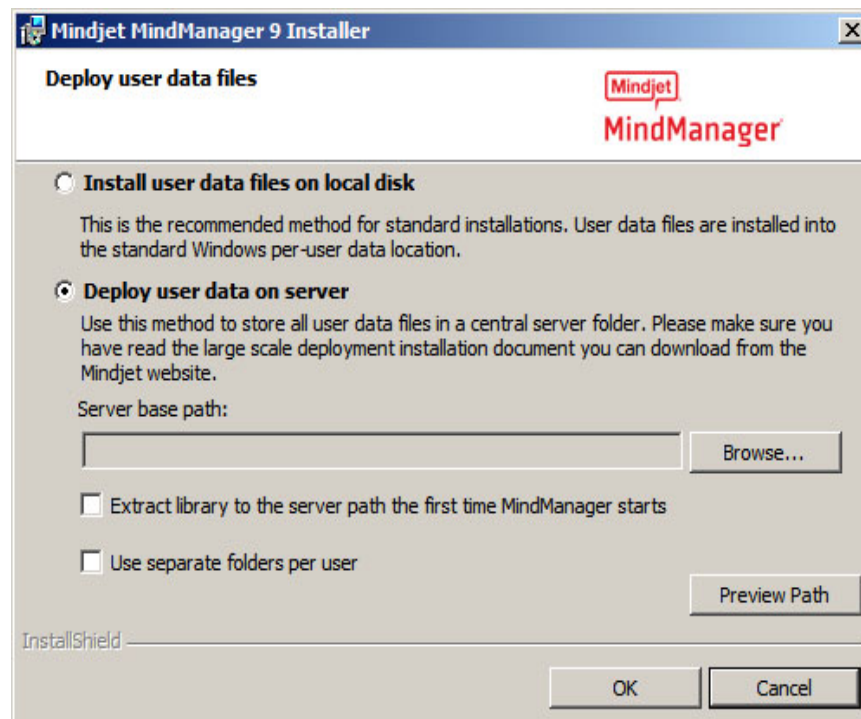 Mindjet MindManager 9 Installer
Deploy user data files
Mindjet
MindManager
Install user data files on local disk
This is the recommended method for standard installations. User data files are installed into
the standard Windows per-user data location.
Deploy user data on server
Use this method to store all user data files in a central server folder. Please make sure you
have read the large scale deployment installation document you can download from the
Mindjet website.
Server base path:
Browse...
Extract library to the server path the first time MindManager starts
Use separate folders per user
Preview Path
InstallShield
OK
Cancel